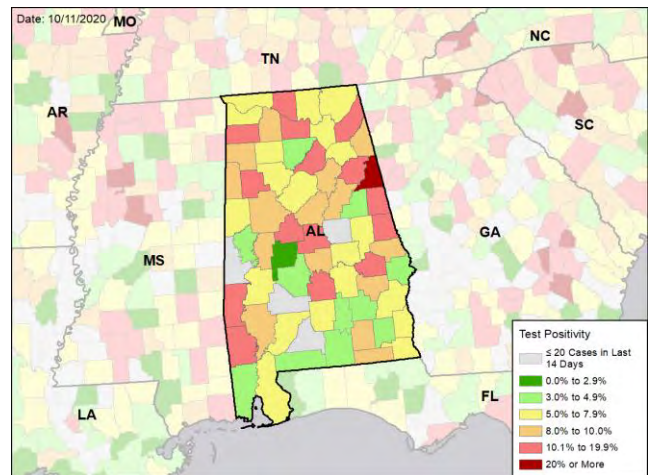 Date: 10/11/2020
MO
NC
TN
AR
SC
AL
MS
GA
LA
FL
Test Positivity
≤ 20 Cases in Last
14 Days
0.0% to 2.9%
3.0% to 4.9%
5.0% to 7.9%
8.0% to 10.0%
10.1% to 19.9%
20% or More